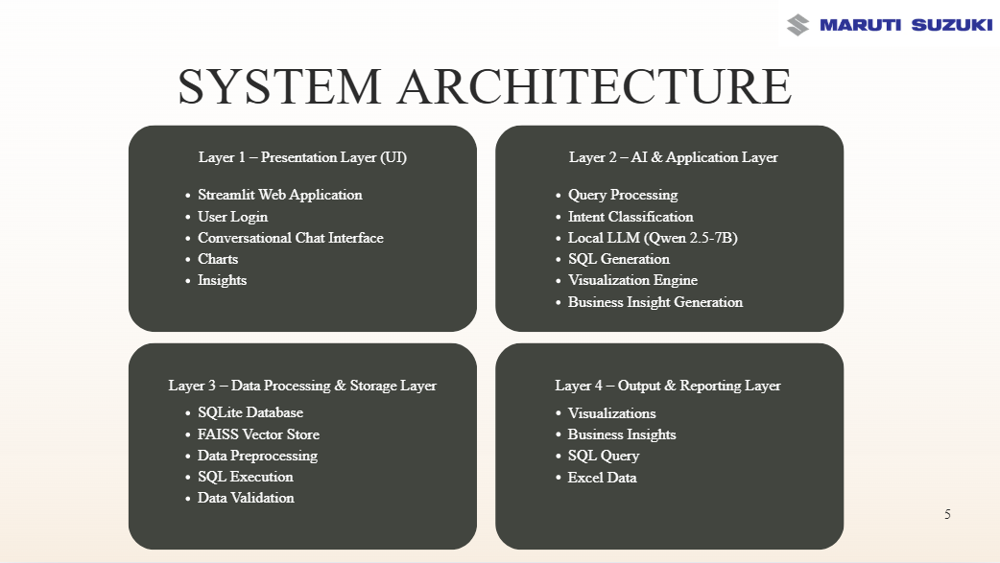 MARUTI SUZUKI
SYSTEM ARCHITECTURE
Layer 1 – Presentation Layer (UI)
• Streamlit Web Application
• User Login
• Conversational Chat Interface
• Charts
• Insights
Layer 2 – AI & Application Layer
• Query Processing
• Intent Classification
• Local LLM (Qwen 2.5-7B)
• SQL Generation
• Visualization Engine
• Business Insight Generation
Layer 3 – Data Processing & Storage Layer
• SQLite Database
• FAISS Vector Store
• Data Preprocessing
• SQL Execution
• Data Validation
Layer 4 – Output & Reporting Layer
• Visualizations
• Business Insights
• SQL Query
• Excel Data
5